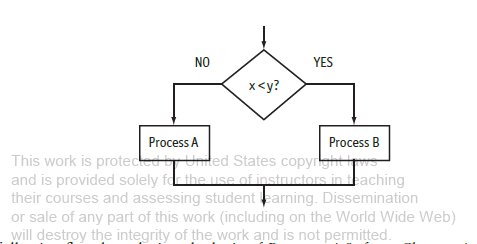 NO
YES
x<y?
Process A
Process B
This work is protected by United States copyright laws
and is provided solely for the use of instructors in teaching
their courses and assessing student learning. Dissemination
or sale of any part of this work (including on the World Wide Web)
will destroy the integrity of the work and is not permitted.